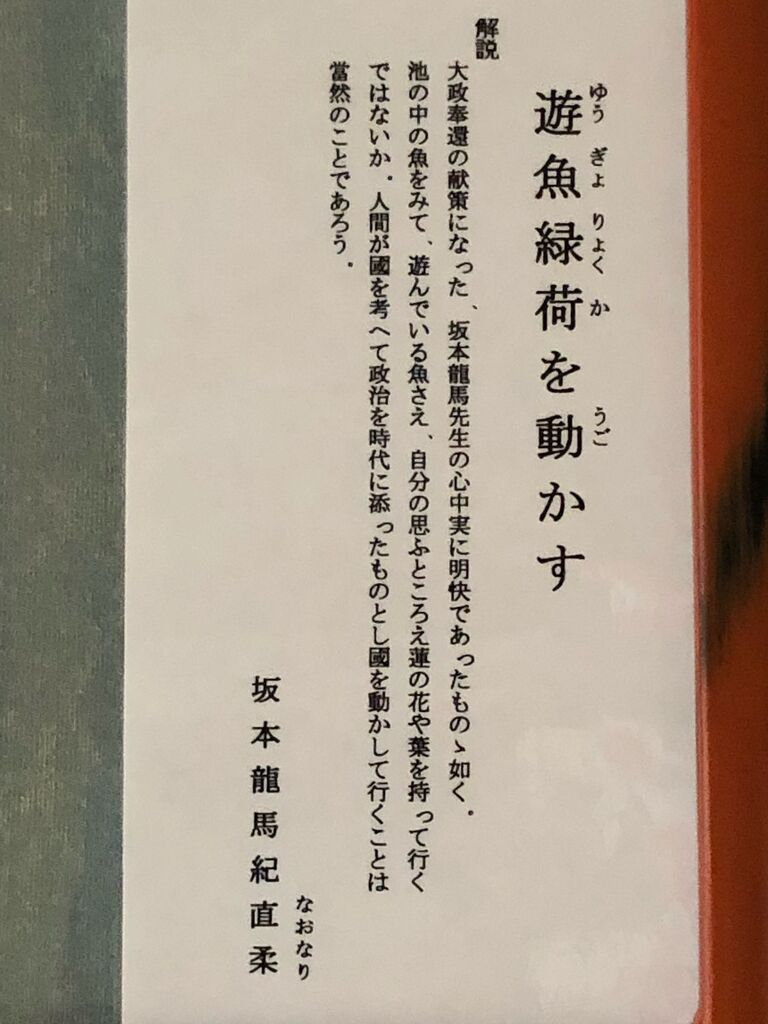 遊魚緑荷を動かす
ゆうぎょりょくかうご
解説
大政奉還の献策になった、坂本龍馬先生の心中実に明快であったものゝ如く。
池の中の魚をみて、遊んでいる魚さえ、自分の思ふところえ蓮の花や葉を持って行く
ではないか。人間が國を考へて政治を時代に添ったものとし國を動かして行くことは
當然のことであろう。
坂本龍馬紀直柔
なおなり